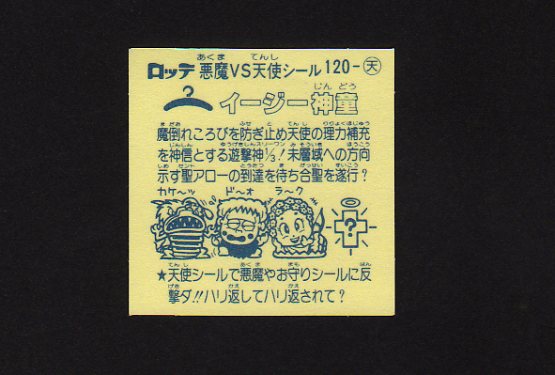 ロッテ 悪魔VS天使シール 120-天
イージー神童
魔倒れころびを防ぎ止め天使の理力補充
を神信とする遊撃神1/3!未層域への方向
示す聖アローの到達を待ち合聖を遂行?
カケ〜ッ ド〜ォ ラ〜ク
?
★天使シールで悪魔やお守りシールに反
撃ダ!!ハリ返してハリ返されて?